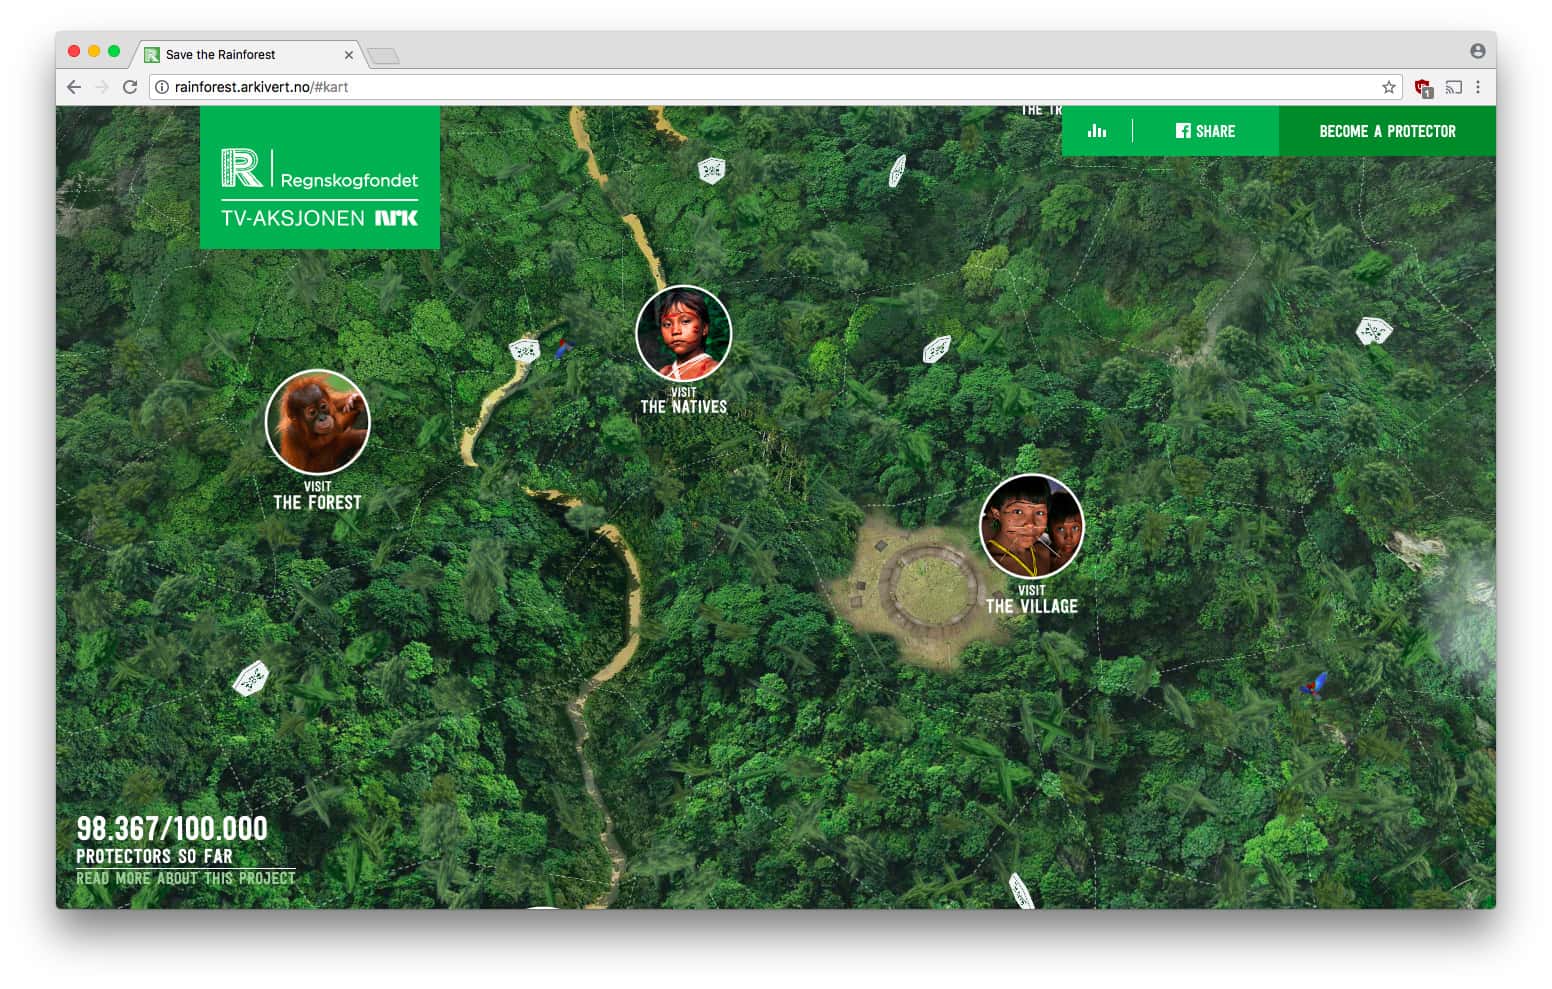 Save the Rainforest
rainforest.arkivert.no/#kart
THE TR
SHARE
BECOME A PROTECTOR
R
Regnskogfondet
TV-AKSJONEN NRK
VISIT
THE NATIVES
VISIT
THE FOREST
VISIT
THE VILLAGE
98.367/100.000
PROTECTORS SO FAR
READ MORE ABOUT THIS PROJECT
1